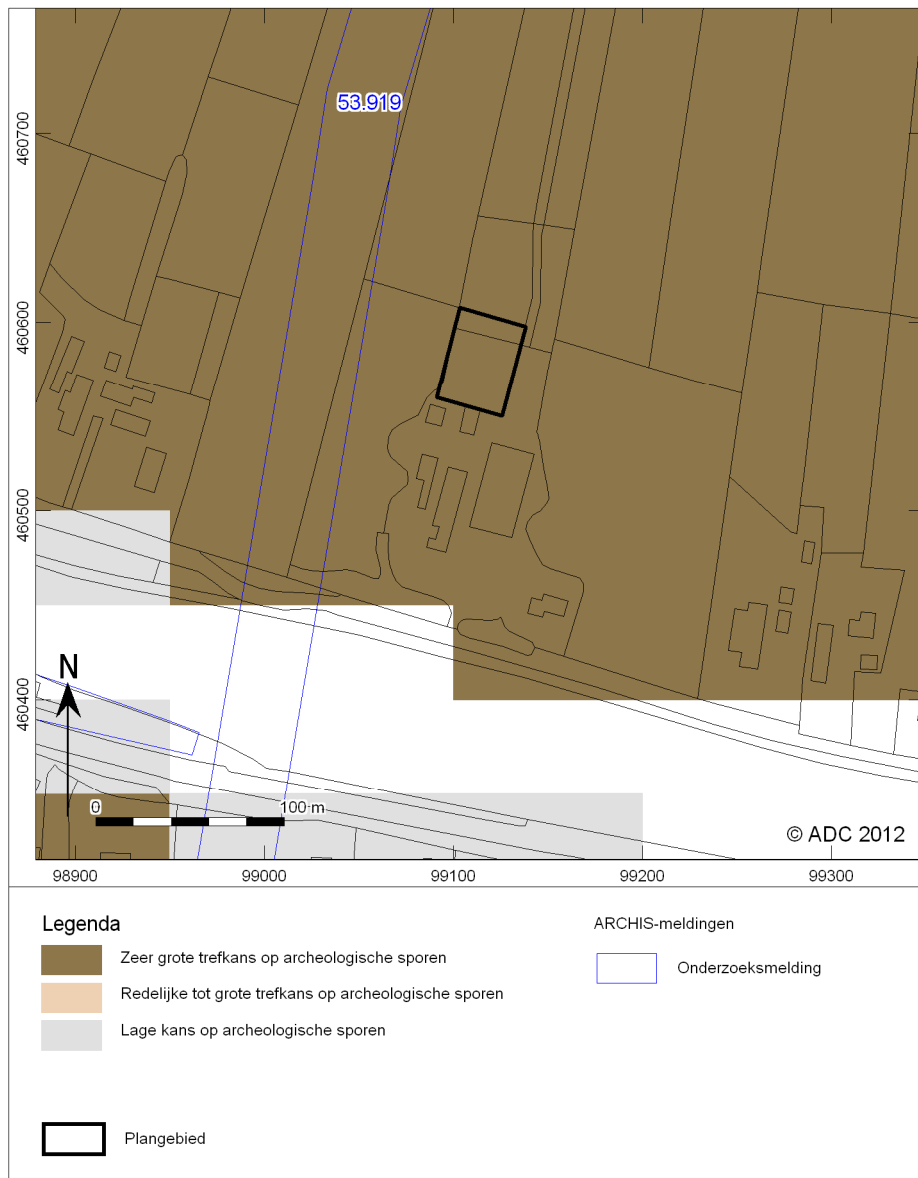 53.919
460700
460600
460500
460400
N
0 100 m
© ADC 2012
98900 99000 99100 99200 99300
Legenda
Zeer grote trefkans op archeologische sporen
Redelijke tot grote trefkans op archeologische sporen
Lage kans op archeologische sporen
Plangebied
ARCHIS-meldingen
Onderzoeksmelding